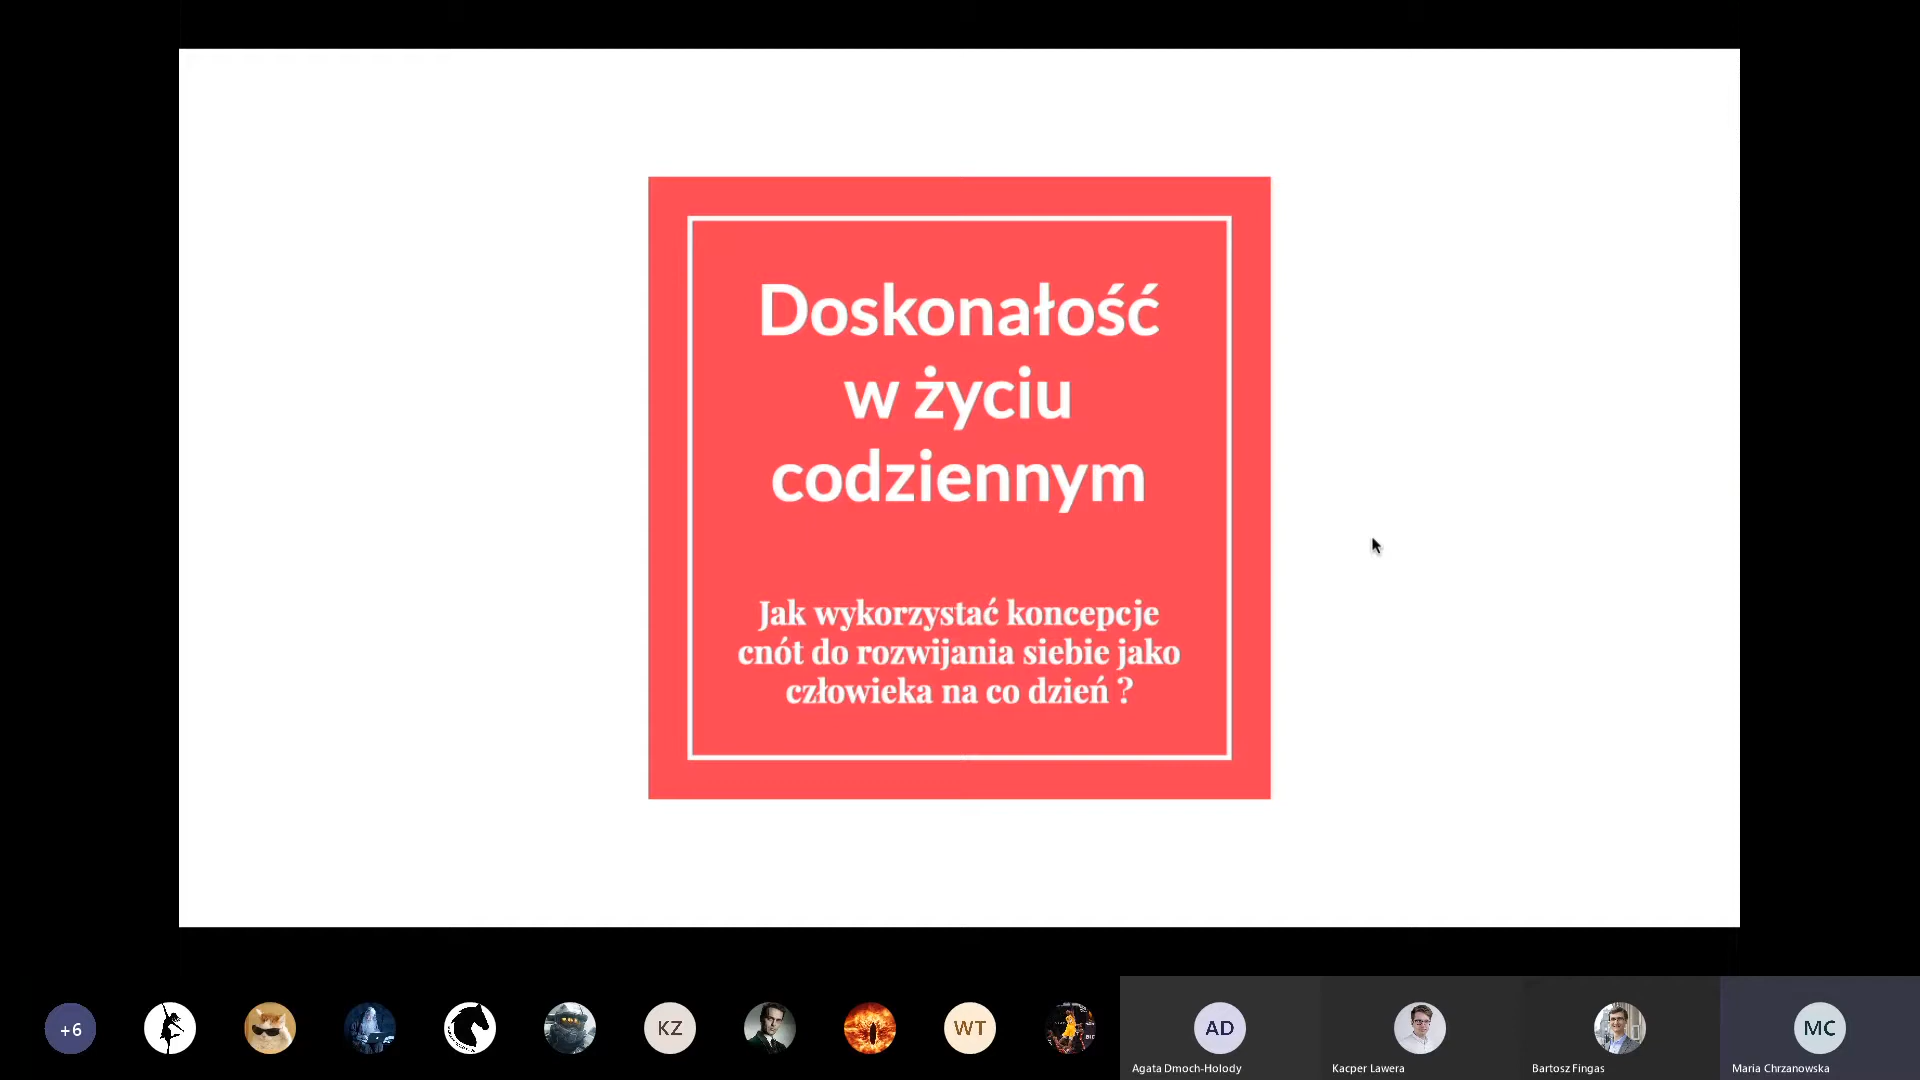 Doskonałość
w życiu
codziennym
Jak wykorzystać koncepcje
cnót do rozwijania siebie jako
człowieka na co dzień ?
+6
KZ
WT
AD
MC
Agata Dmoch-Holody
Kacper Lawera
Bartosz Fingas
Maria Chrzanowska